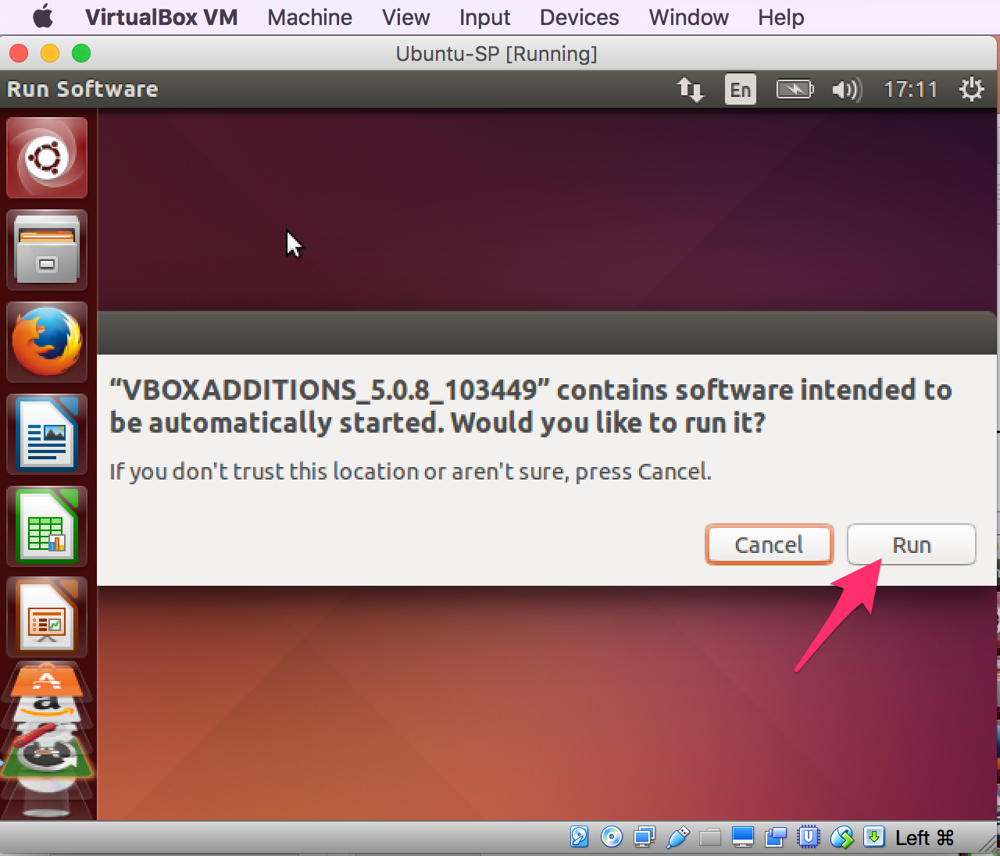 VirtualBox VM Machine View Input Devices Window Help
Ubuntu-SP [Running]
Run Software En 17:11
“VBOXADDITIONS_5.0.8_103449” contains software intended to
be automatically started. Would you like to run it?
If you don't trust this location or aren't sure, press Cancel.
Cancel Run
Left ⌘